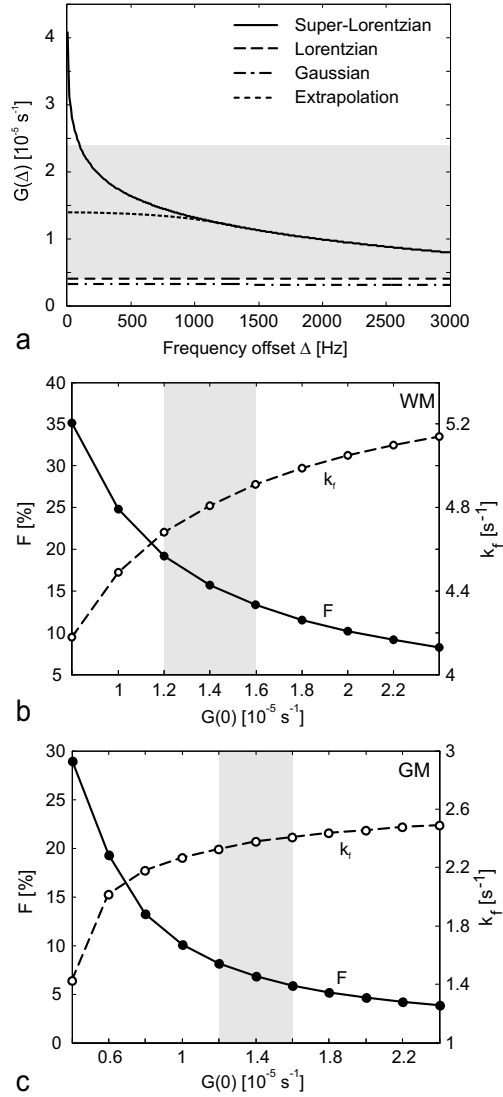 4
3
2
1
0
G(Δ) [10⁻⁵ s⁻¹]
Super-Lorentzian
Lorentzian
Gaussian
Extrapolation
0 500 1000 1500 2000 2500 3000
Frequency offset Δ [Hz]
a
40
35
30
25
20
15
10
5
F [%]
WM
k_f
F
5.2
4.8
4.4
4
k_f [s⁻¹]
1 1.2 1.4 1.6 1.8 2 2.2
G(0) [10⁻⁵ s⁻¹]
b
30
25
20
15
10
5
0
F [%]
GM
k_f
F
3
2.6
2.2
1.8
1.4
1
k_f [s⁻¹]
0.6 1 1.4 1.8 2.2
G(0) [10⁻⁵ s⁻¹]
c